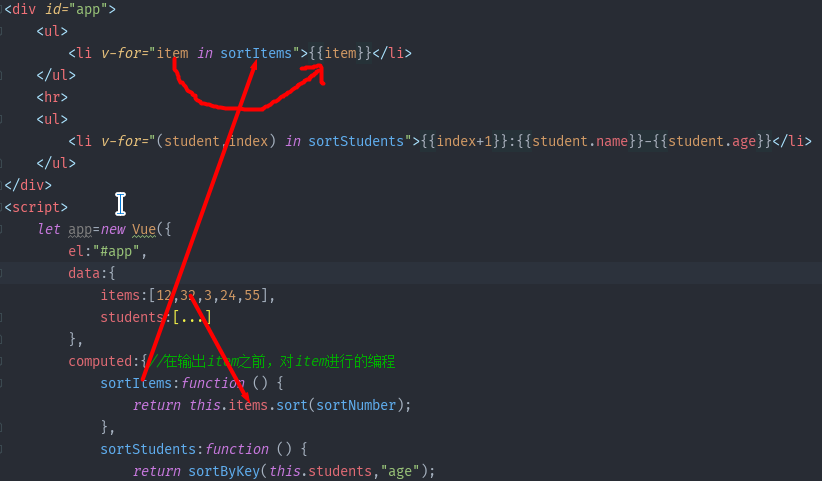 <div id="app">
<ul>
<li v-for="item in sortItems">{{item}}</li>
</ul>
<hr>
<ul>
<li v-for="(student,index) in sortStudents">{{index+1}}:{{student.name}}-{{student.age}}</li>
</ul>
</div>
<script>
let app=new Vue({
el:"#app",
data:{
items:[12,32,3,24,55],
students:[...]
},
computed:{//在输出item之前，对item进行的编程
sortItems:function () {
return this.items.sort(sortNumber);
},
sortStudents:function () {
return sortByKey(this.students,"age");